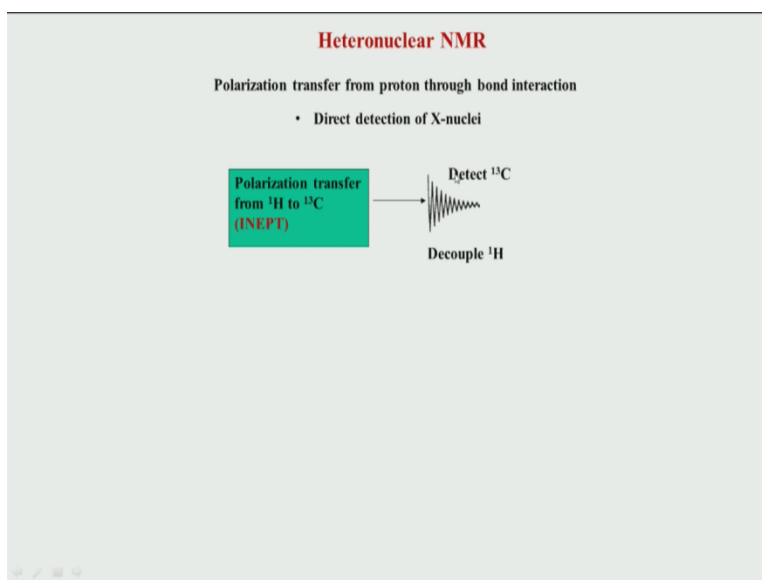 Heteronuclear NMR
Polarization transfer from proton through bond interaction
• Direct detection of X-nuclei
Polarization transfer
from ¹H to ¹³C
(INEPT)
Detect ¹³C
Decouple ¹H